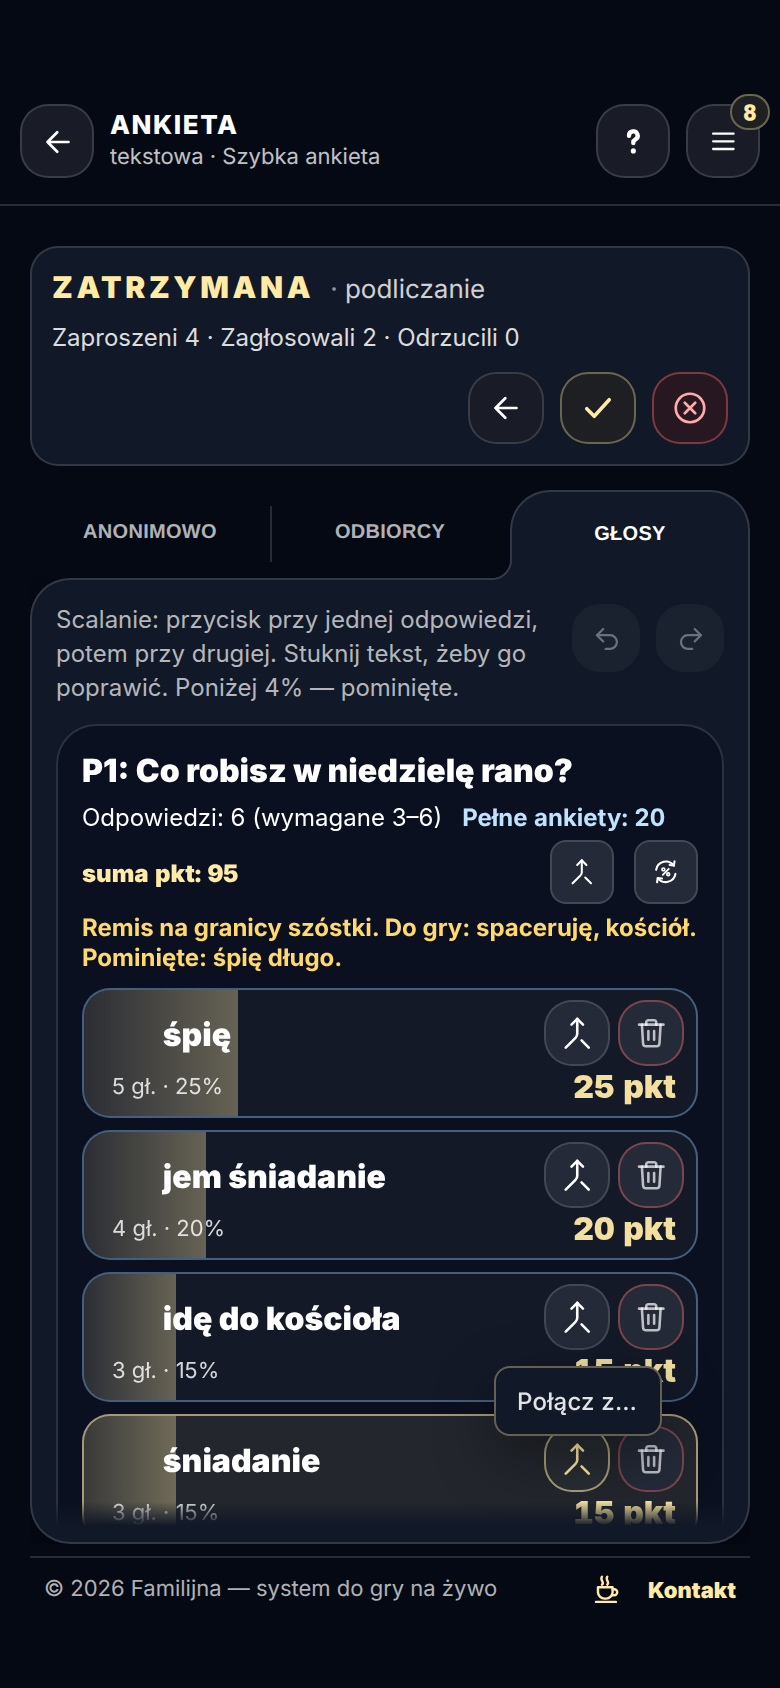 ANKIETA
tekstowa · Szybka ankieta
?
8
ZATRZYMANA · podliczanie
Zaproszeni 4 · Zagłosowali 2 · Odrzucili 0
ANONIMOWO
ODBIORCY
GŁOSY
Scalanie: przycisk przy jednej odpowiedzi,
potem przy drugiej. Stuknij tekst, żeby go
poprawić. Poniżej 4% — pominięte.
P1: Co robisz w niedzielę rano?
Odpowiedzi: 6 (wymagane 3–6) Pełne ankiety: 20
suma pkt: 95
%
Remis na granicy szóstki. Do gry: spaceruję, kościół.
Pominięte: śpię długo.
śpię
5 gł. · 25%
25 pkt
jem śniadanie
4 gł. · 20%
20 pkt
idę do kościoła
3 gł. · 15%
15 pkt
Połącz z...
śniadanie
3 gł. · 15%
15 pkt
© 2026 Familijna — system do gry na żywo
Kontakt